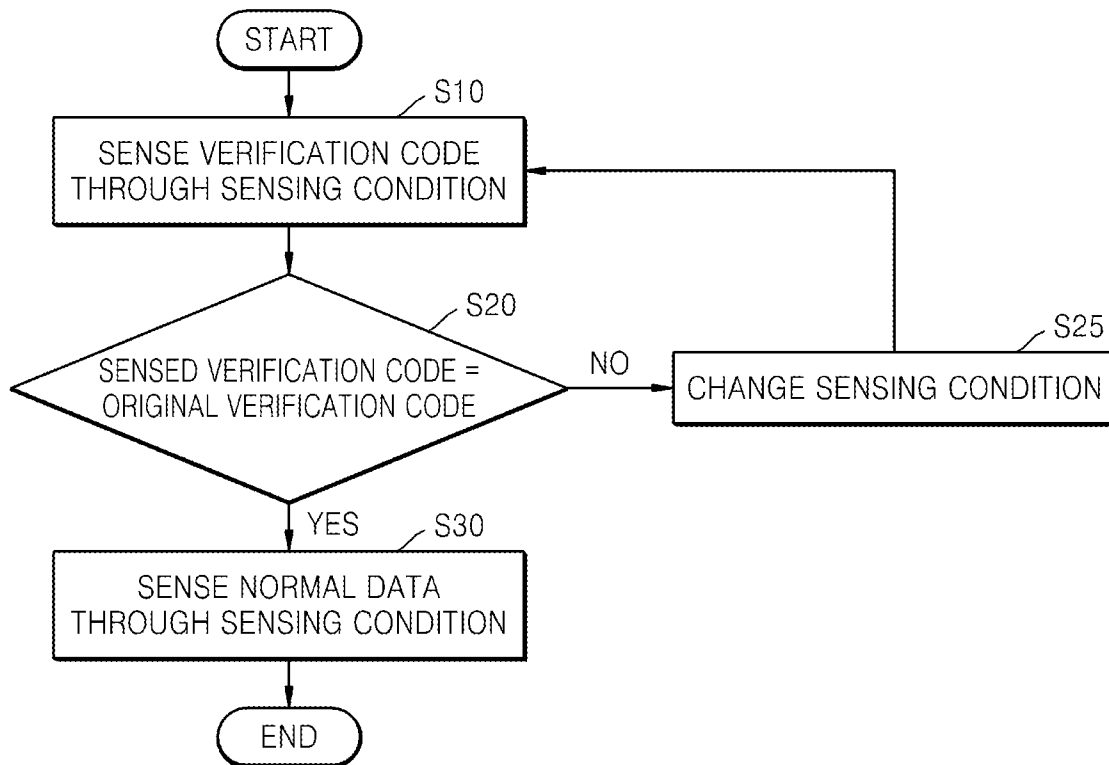 START
S10
SENSE VERIFICATION CODE
THROUGH SENSING CONDITION
S20
SENSED VERIFICATION CODE =
ORIGINAL VERIFICATION CODE
NO
S25
CHANGE SENSING CONDITION
YES
S30
SENSE NORMAL DATA
THROUGH SENSING CONDITION
END